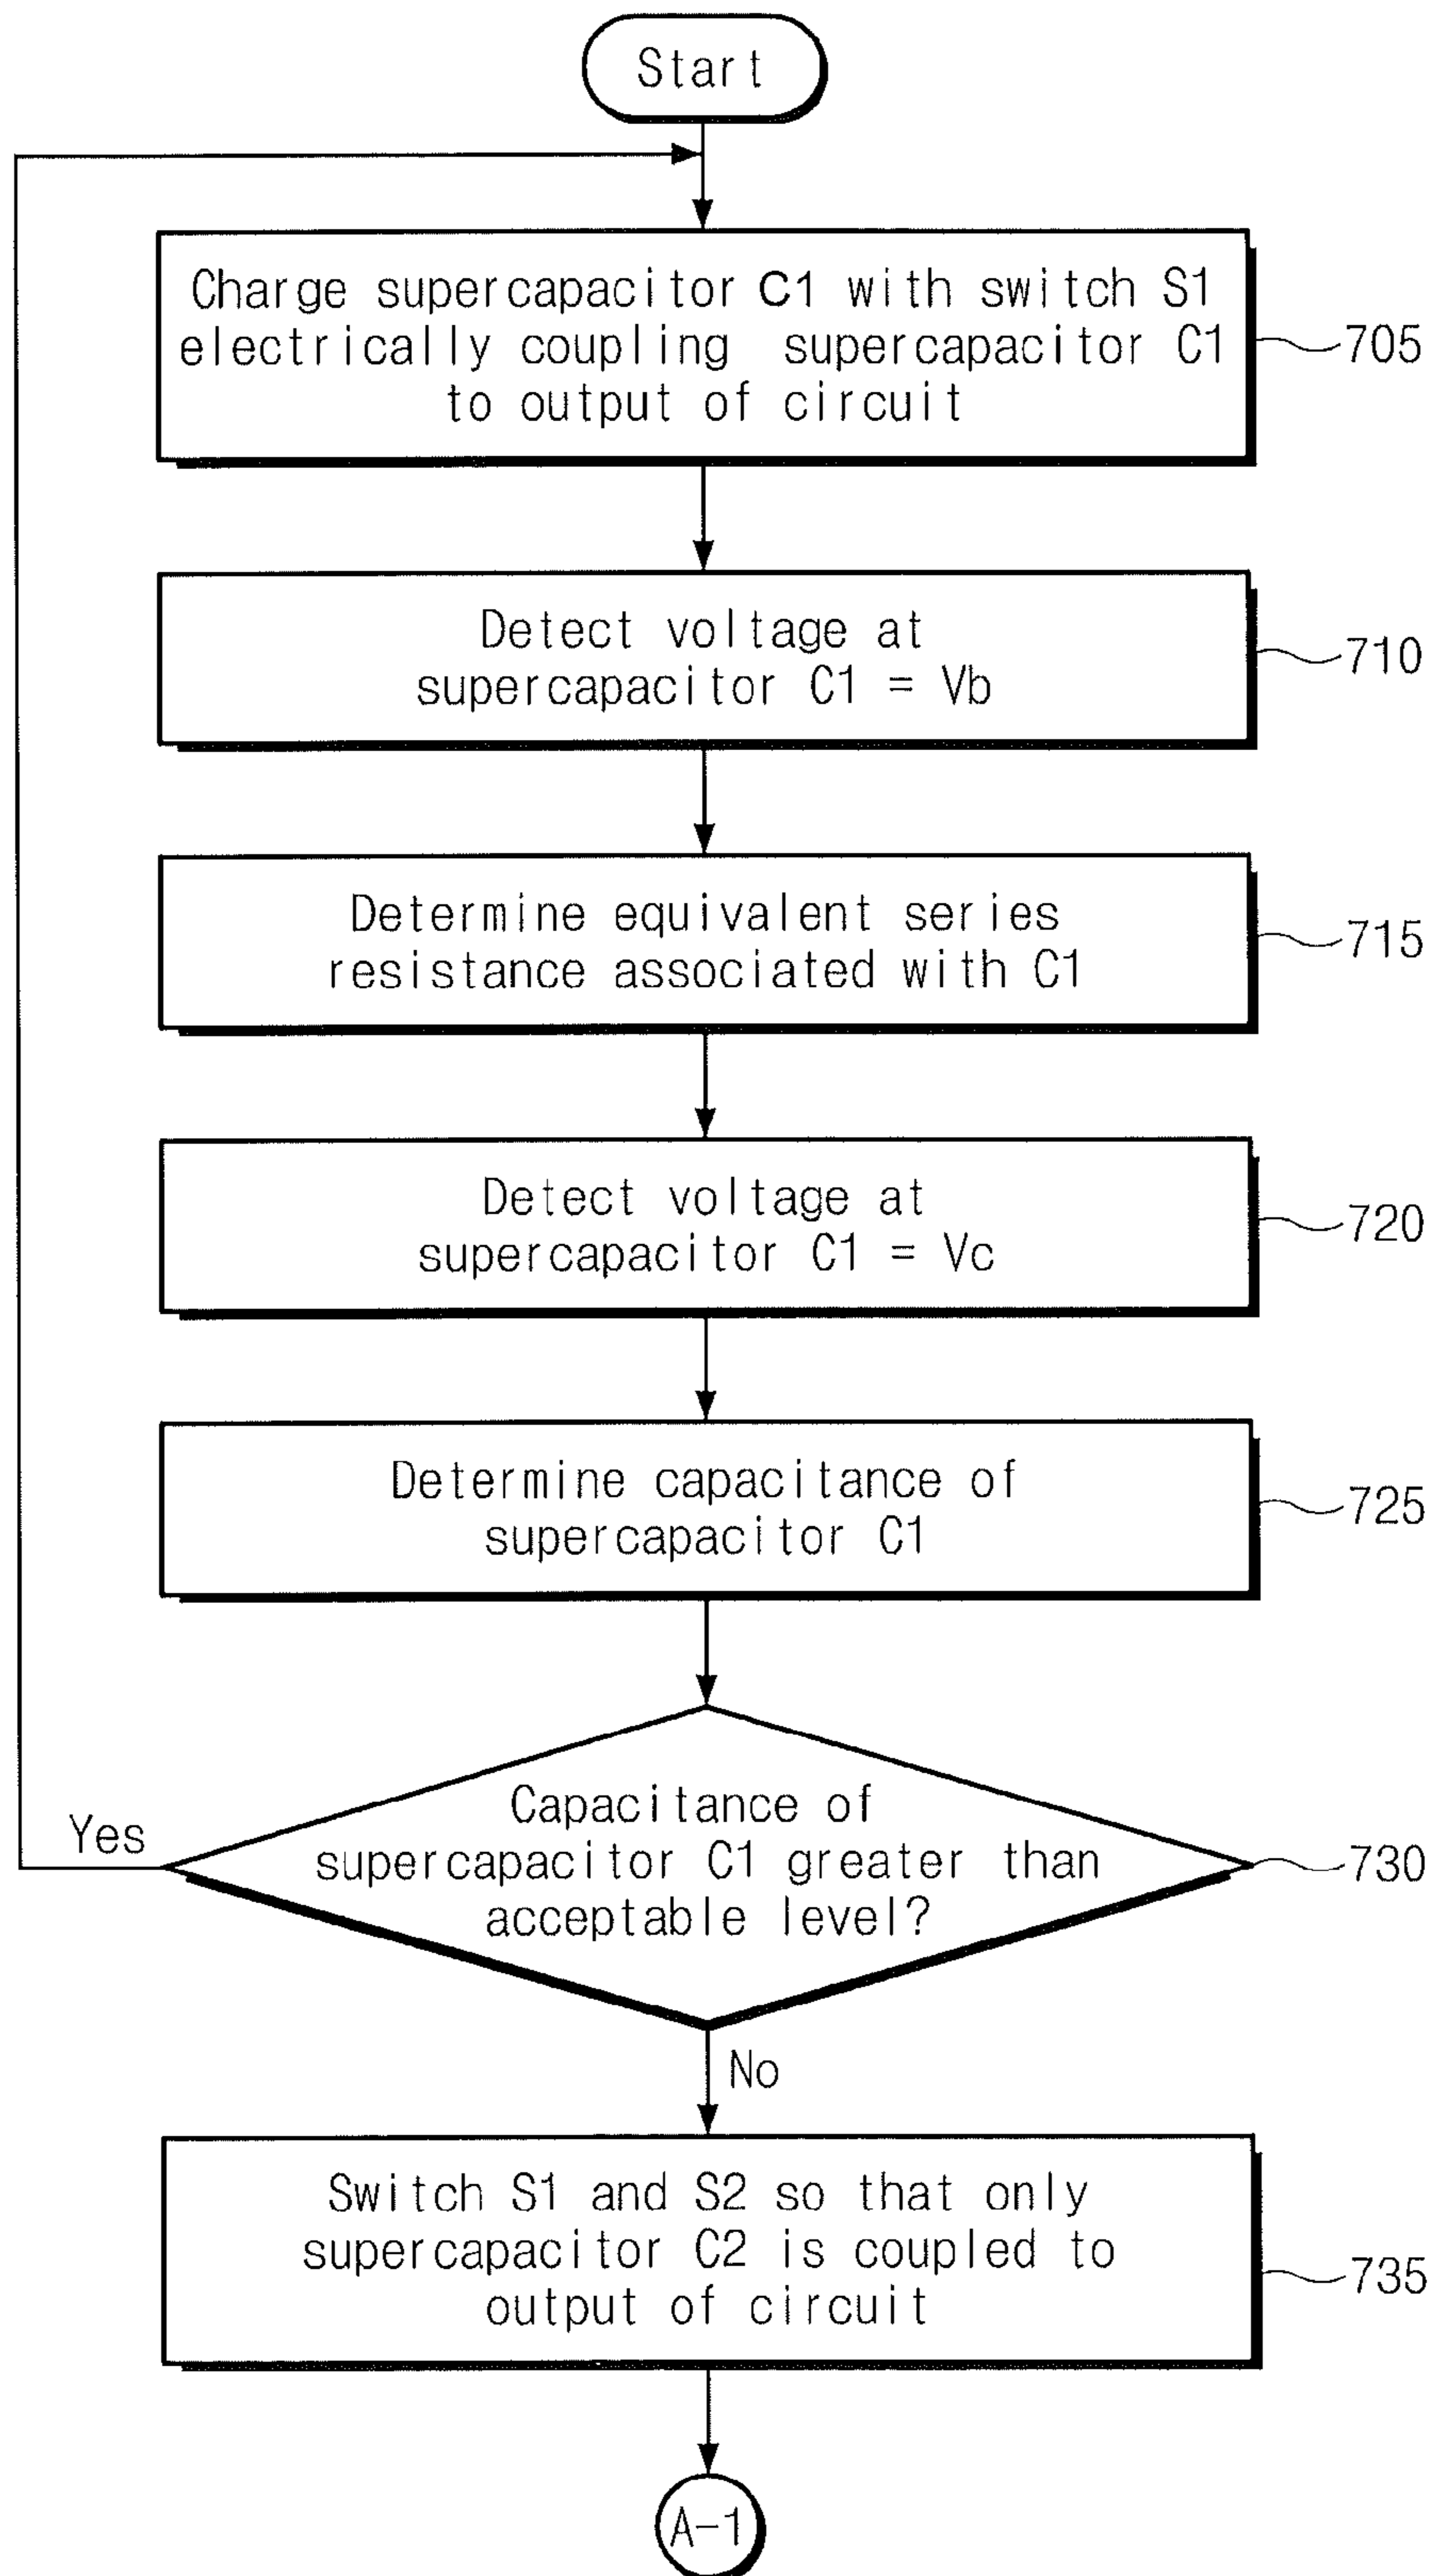 Start
Charge supercapacitor C1 with switch S1
electrically coupling supercapacitor C1
to output of circuit
705
Detect voltage at
supercapacitor C1 = Vb
710
Determine equivalent series
resistance associated with C1
715
Detect voltage at
supercapacitor C1 = Vc
720
Determine capacitance of
supercapacitor C1
725
Capacitance of
supercapacitor C1 greater than
acceptable level?
730
Yes
No
Switch S1 and S2 so that only
supercapacitor C2 is coupled to
output of circuit
735
A-1